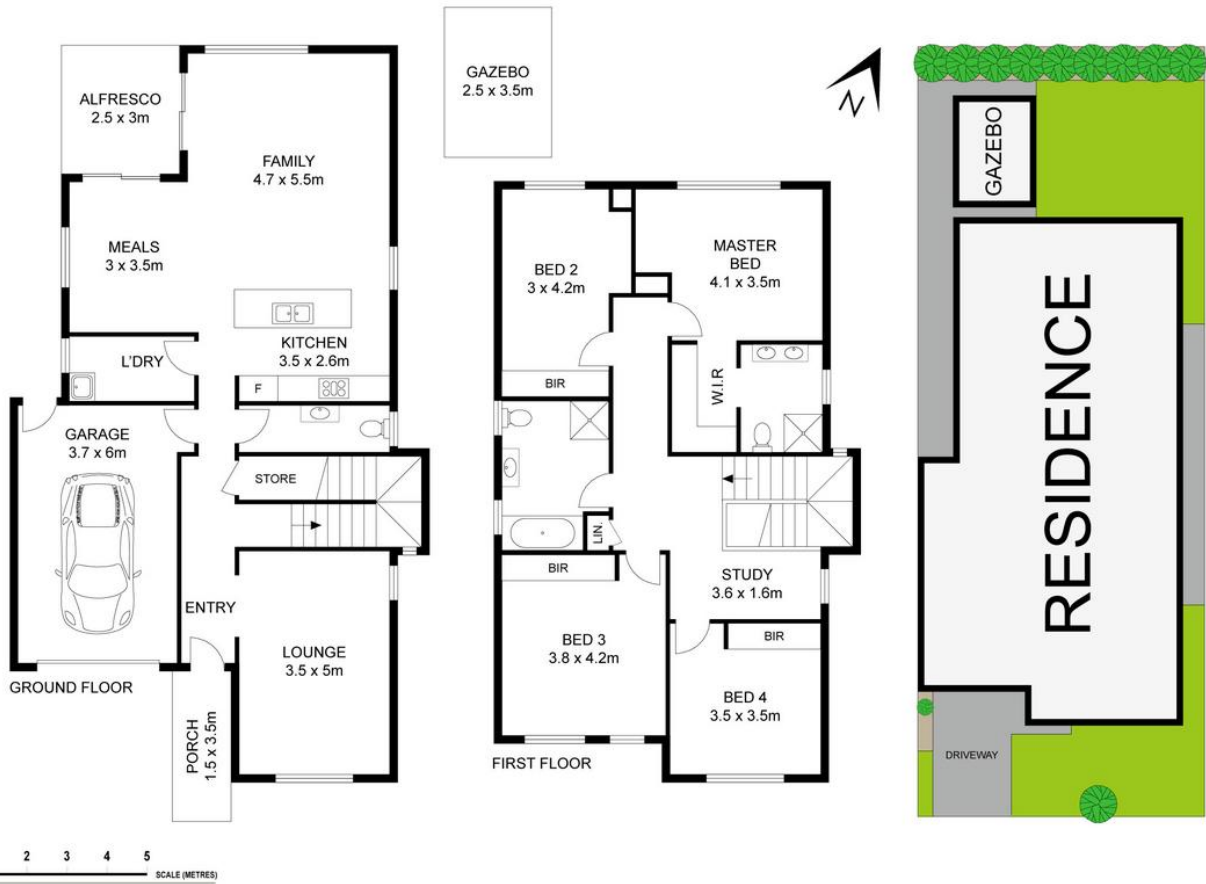 ALFRESCO
2.5 x 3m
FAMILY
4.7 x 5.5m
MEALS
3 x 3.5m
KITCHEN
3.5 x 2.6m
L'DRY
F
GARAGE
3.7 x 6m
STORE
ENTRY
LOUNGE
3.5 x 5m
PORCH
1.5 x 3.5m
GROUND FLOOR
GAZEBO
2.5 x 3.5m
N
BED 2
3 x 4.2m
MASTER
BED
4.1 x 3.5m
BIR
W.I.R
LIN.
BIR
STUDY
3.6 x 1.6m
BED 3
3.8 x 4.2m
BIR
BED 4
3.5 x 3.5m
FIRST FLOOR
GAZEBO
RESIDENCE
DRIVEWAY
2 3 4 5
SCALE (METRES)